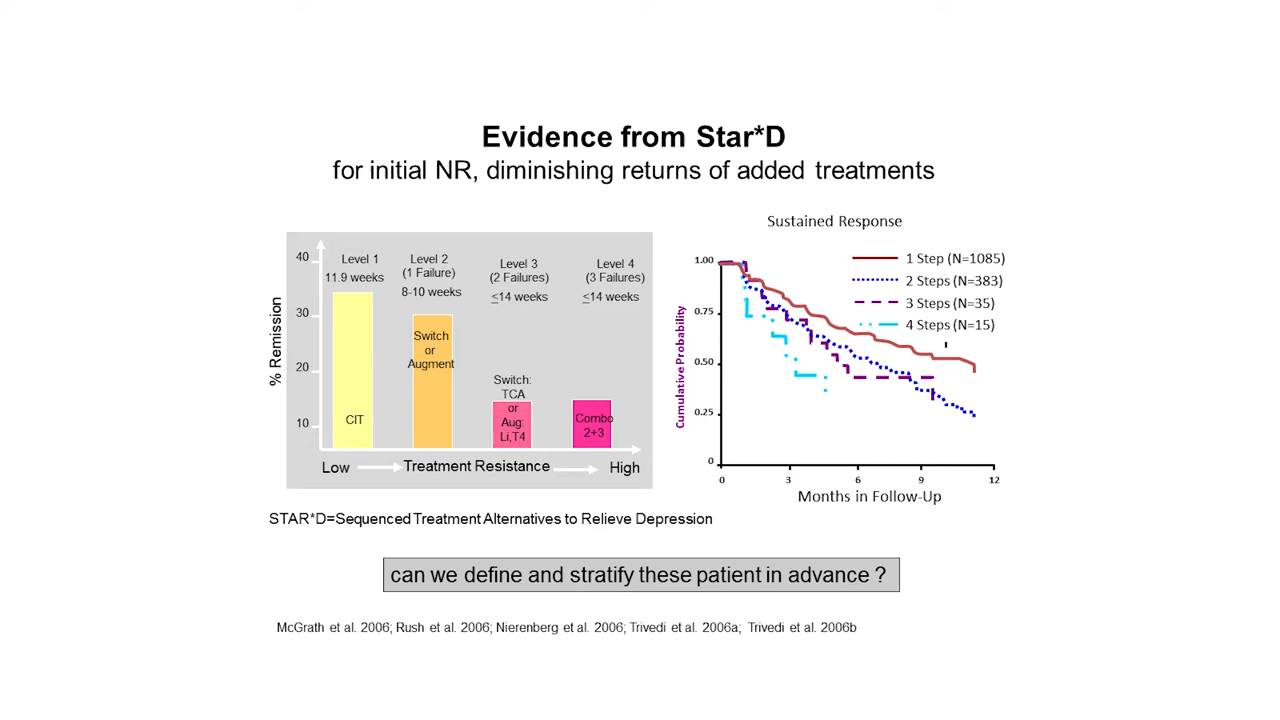 Evidence from Star*D
for initial NR, diminishing returns of added treatments
40
30
20
10
% Remission
Level 1
11.9 weeks
Level 2
(1 Failure)
8-10 weeks
Level 3
(2 Failures)
<14 weeks
Level 4
(3 Failures)
<14 weeks
CIT
Switch
or
Augment
Switch:
TCA
or
Aug:
Li,T4
Combo
2+3
Low
Treatment Resistance
High
Sustained Response
1 Step (N=1085)
2 Steps (N=383)
3 Steps (N=35)
4 Steps (N=15)
Cumulative Probability
1.00
0.75
0.50
0.25
0
0 3 6 9 12
Months in Follow-Up
STAR*D=Sequenced Treatment Alternatives to Relieve Depression
can we define and stratify these patient in advance ?
McGrath et al. 2006; Rush et al. 2006; Nierenberg et al. 2006; Trivedi et al. 2006a; Trivedi et al. 2006b